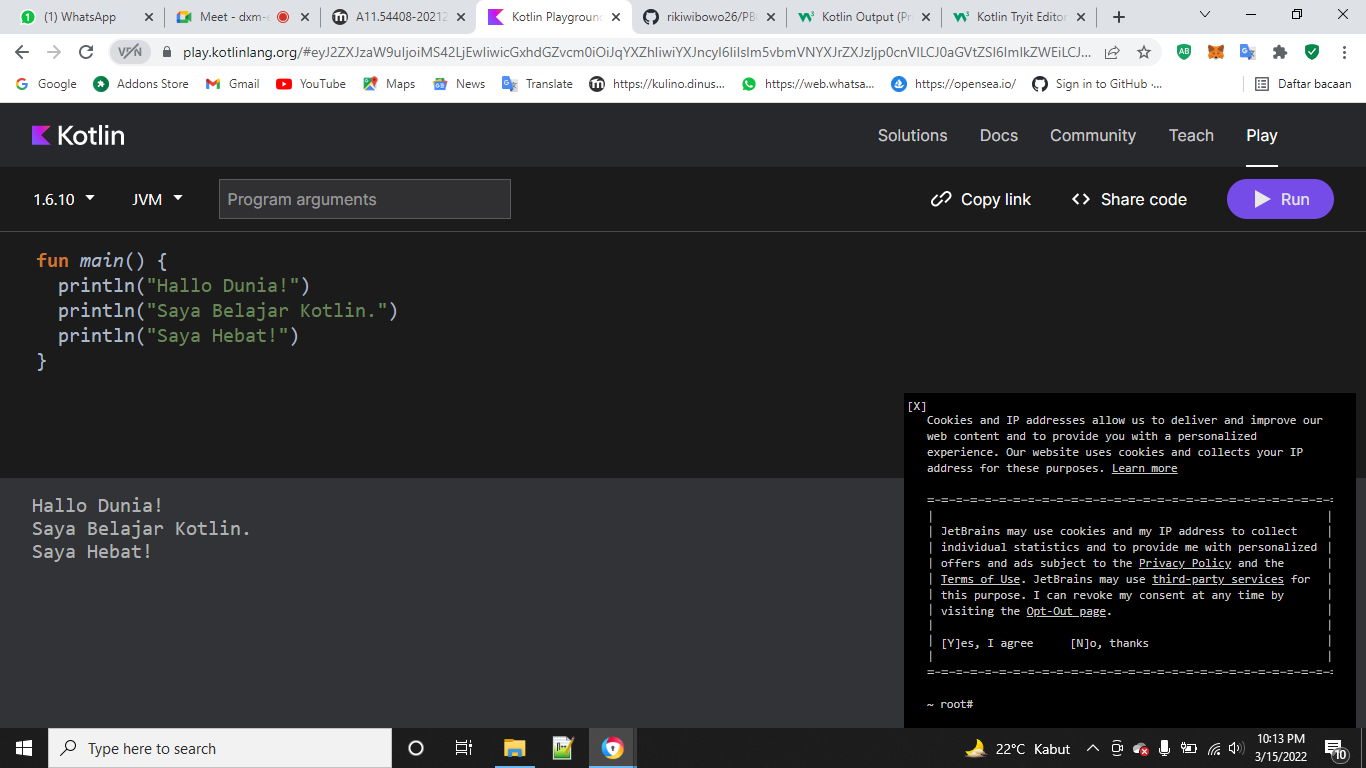 (1) WhatsApp
Meet - dxm-
A11.54408-2021
Kotlin Playground
rikiwibowo26/PB
Kotlin Output (Pr
Kotlin Tryit Editor
VPN
play.kotlinlang.org/
Google
Addons Store
Gmail
YouTube
Maps
News
Translate
https://kulino.dinus...
https://web.whatsa...
https://opensea.io/
Sign in to GitHub ·...
Daftar bacaan
Kotlin
Solutions
Docs
Community
Teach
Play
1.6.10
JVM
Program arguments
Copy link
Share code
Run
fun main() {
println("Hallo Dunia!")
println("Saya Belajar Kotlin.")
println("Saya Hebat!")
}
Hallo Dunia!
Saya Belajar Kotlin.
Saya Hebat!
[X]
Cookies and IP addresses allow us to deliver and improve our
web content and to provide you with a personalized
experience. Our website uses cookies and collects your IP
address for these purposes. Learn more
JetBrains may use cookies and my IP address to collect
individual statistics and to provide me with personalized
offers and ads subject to the Privacy Policy and the
Terms of Use. JetBrains may use third-party services for
this purpose. I can revoke my consent at any time by
visiting the Opt-Out page.
[Y]es, I agree [N]o, thanks
~ root#
Type here to search
22°C Kabut
10:13 PM
3/15/2022
10